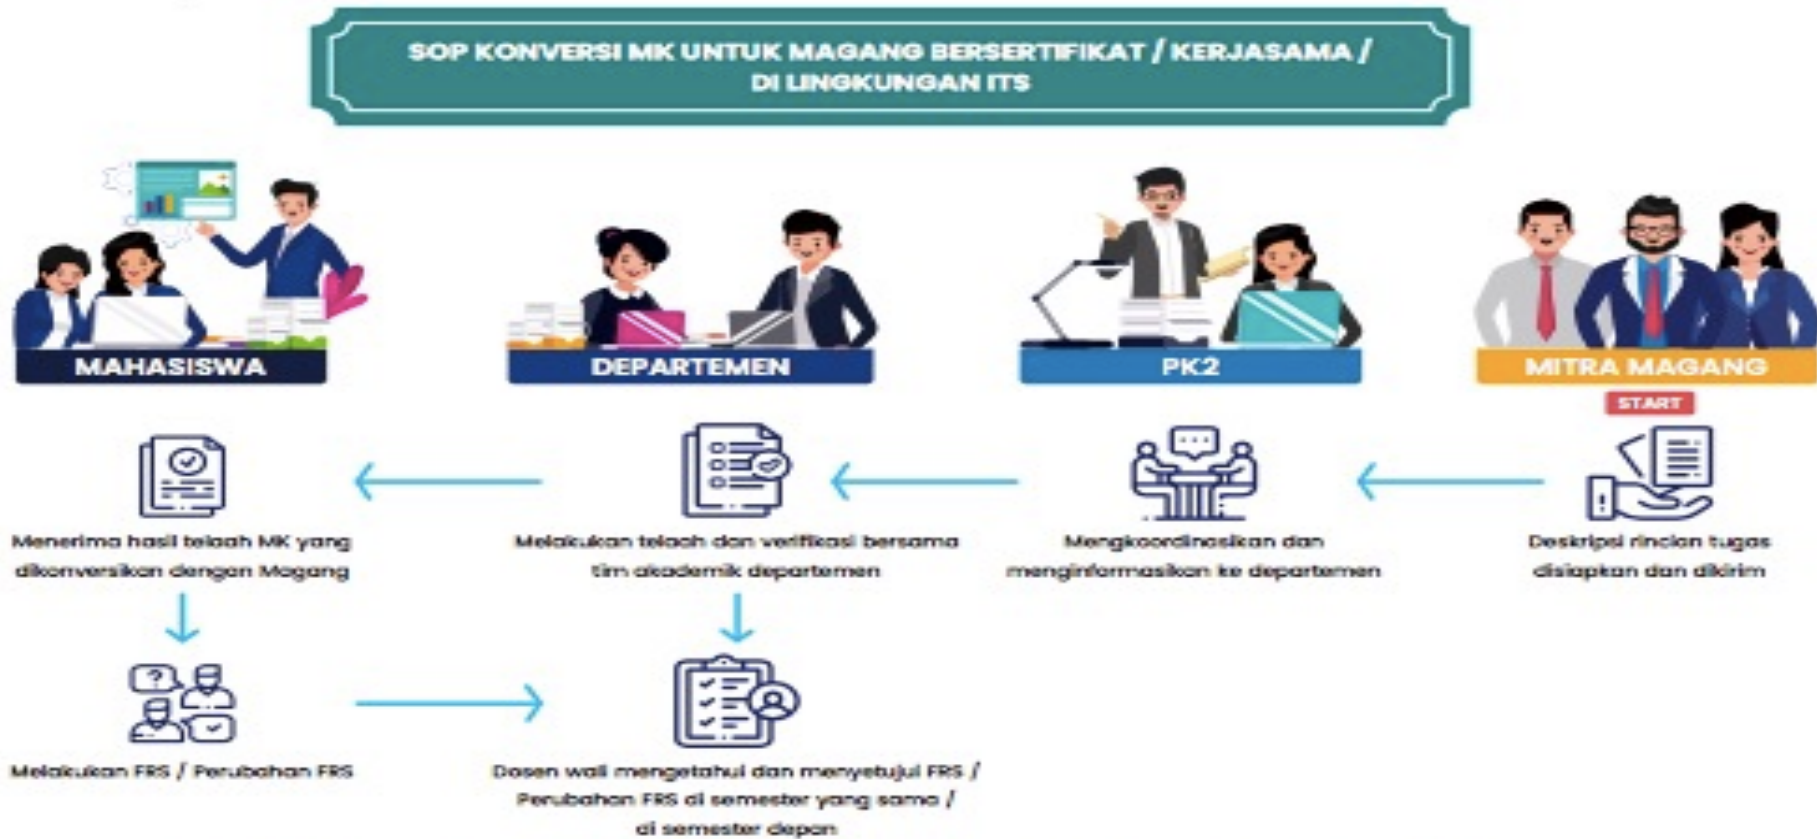 SOP KONVERSI MK UNTUK MAGANG BERSERTIFIKAT / KERJASAMA /
DI LINGKUNGAN ITS
MAHASISWA
DEPARTEMEN
PK2
MITRA MAGANG
START
Menerima hasil telaah MK yang
dikonversikan dengan Magang
Melakukan telaah dan verifikasi bersama
tim akademik departemen
Mengkoordinasikan dan
menginformasikan ke departemen
Deskripsi rincian tugas
disiapkan dan dikirim
Melakukan FRS / Perubahan FRS
Dosen wali mengetahui dan menyetujui FRS /
Perubahan FRS di semester yang sama /
di semester depan